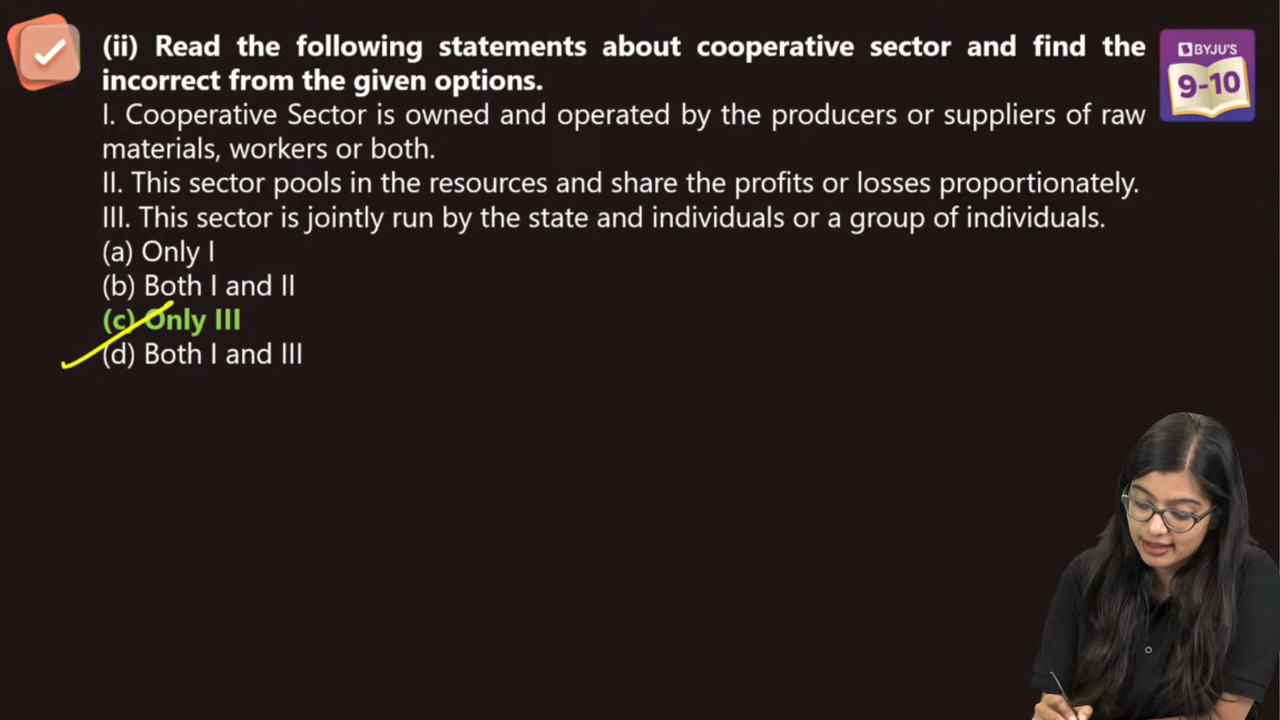 (ii) Read the following statements about cooperative sector and find the
incorrect from the given options.
I. Cooperative Sector is owned and operated by the producers or suppliers of raw
materials, workers or both.
II. This sector pools in the resources and share the profits or losses proportionately.
III. This sector is jointly run by the state and individuals or a group of individuals.
(a) Only I
(b) Both I and II
(c) Only III
(d) Both I and III
BYJU'S
9-10